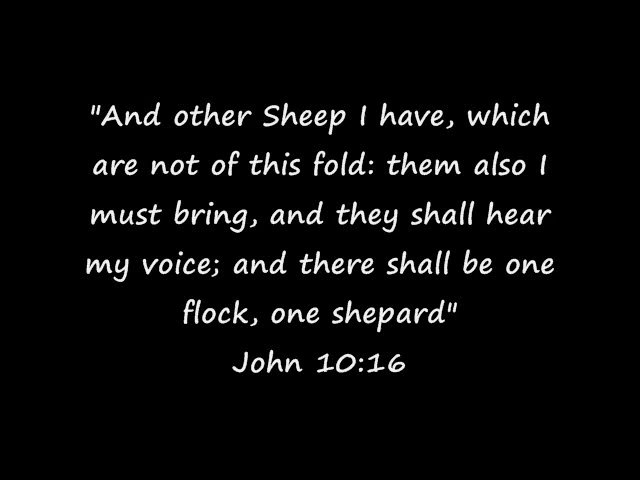 "And other Sheep I have, which
are not of this fold: them also I
must bring, and they shall hear
my voice; and there shall be one
flock, one shepard"
John 10:16